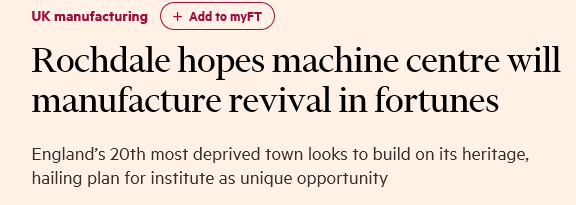 UK manufacturing + Add to myFT
Rochdale hopes machine centre will
manufacture revival in fortunes
England’s 20th most deprived town looks to build on its heritage,
hailing plan for institute as unique opportunity